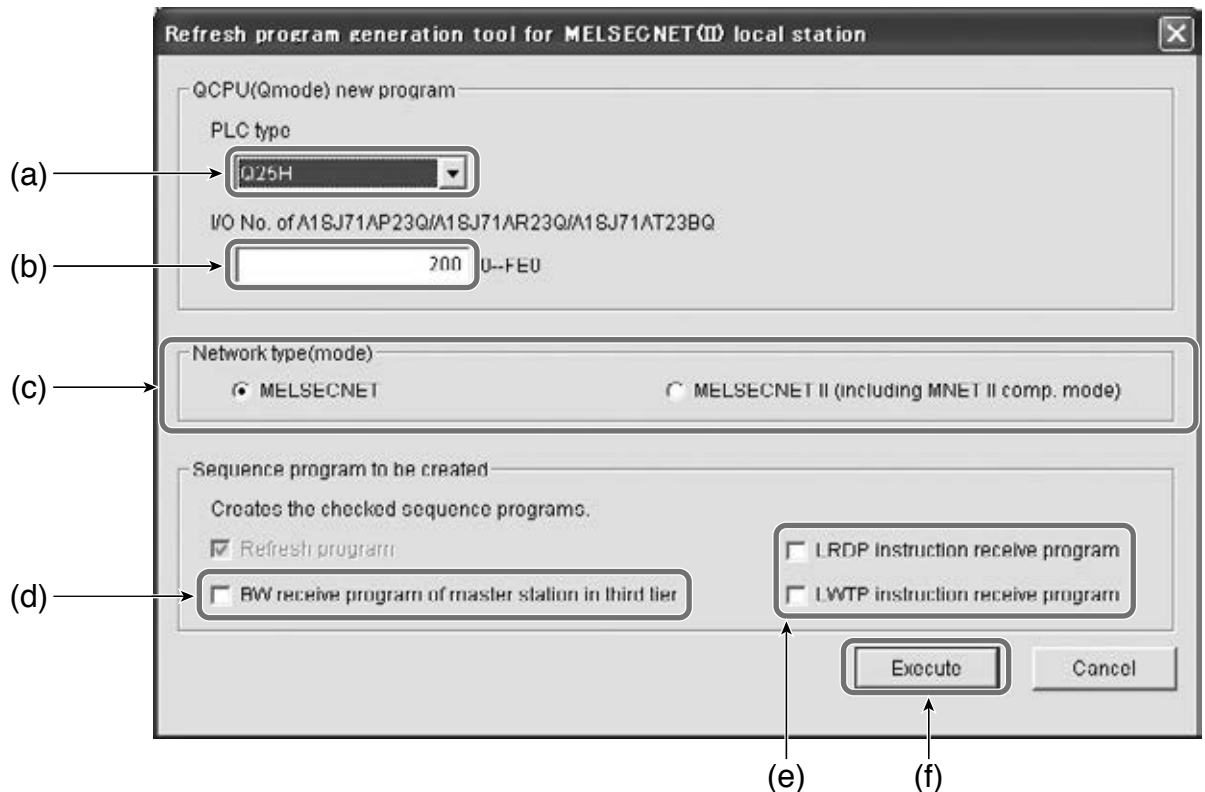 Refresh program generation tool for MELSECNET(II) local station
QCPU(Qmode) new program
PLC type
(a)
Q25H
I/O No. of A1SJ71AP23Q/A1SJ71AR23Q/A1SJ71AT23BQ
(b)
200 0--FE0
Network type(mode)
(c)
MELSECNET
MELSECNET II (including MNET II comp. mode)
Sequence program to be created
Creates the checked sequence programs.
Refresh program
LRDP instruction receive program
(d)
BW receive program of master station in third tier
LWTP instruction receive program
Execute
Cancel
(e)
(f)